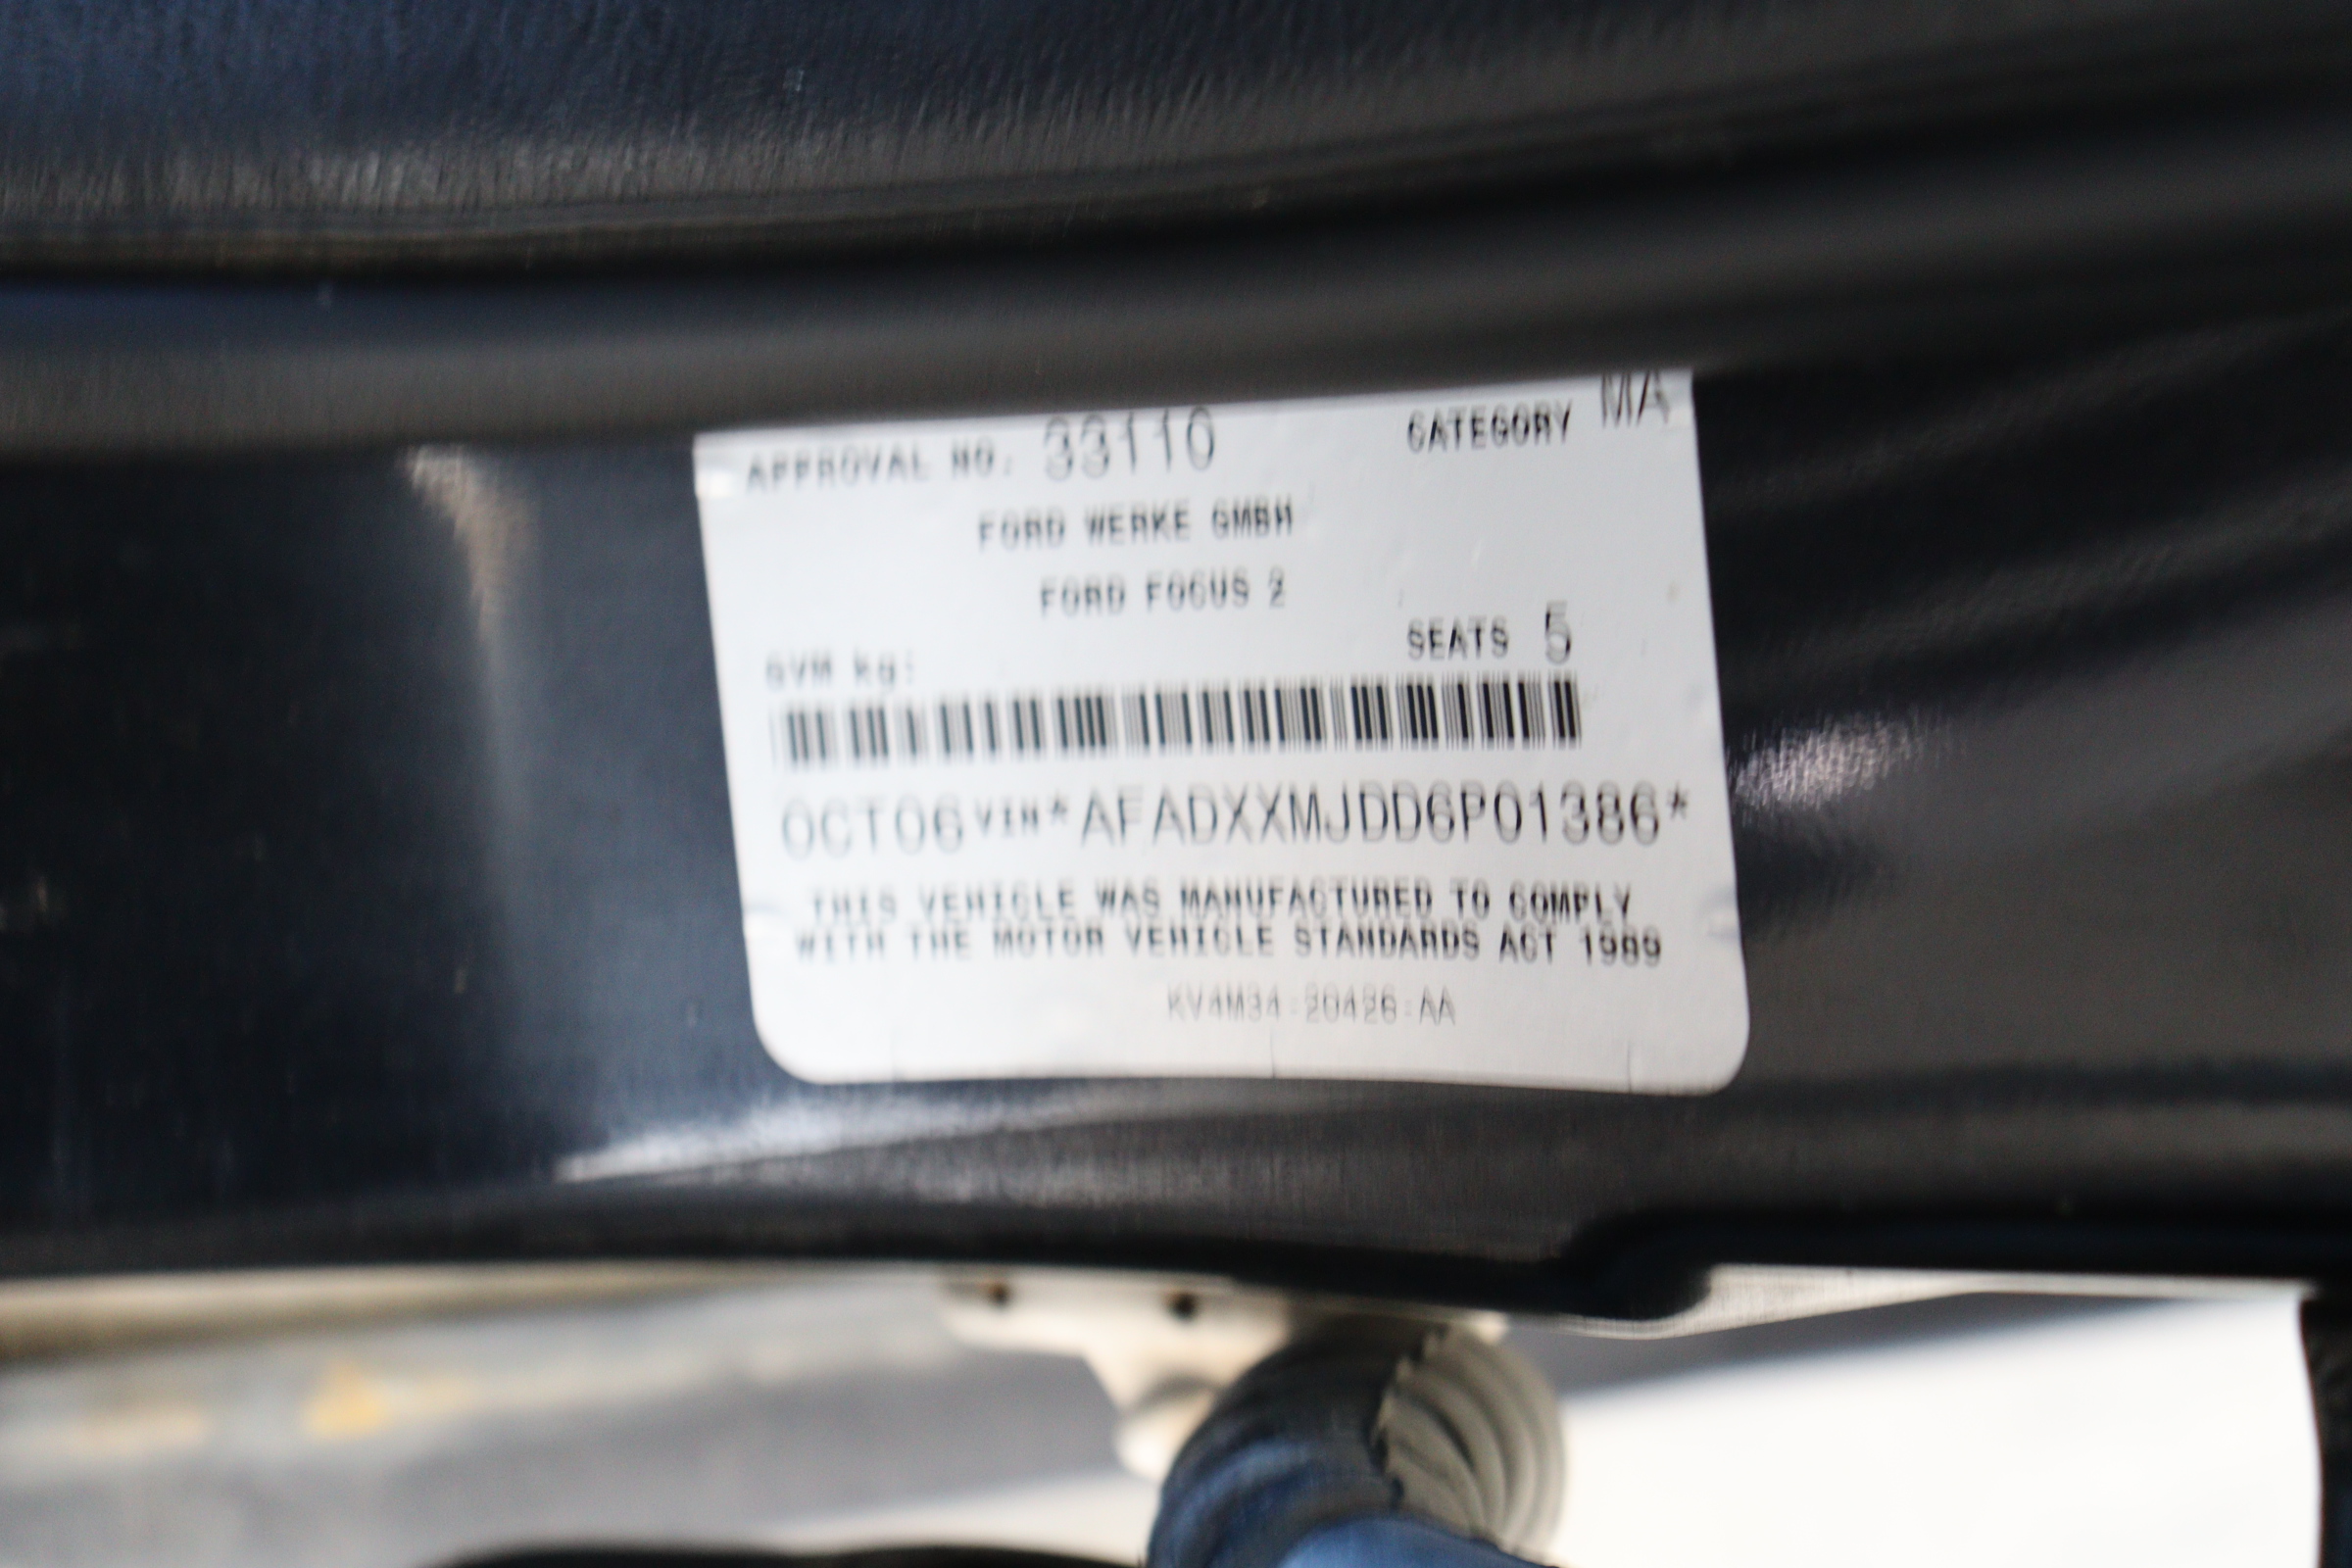 APPROVAL NO. 33110 CATEGORY MA
FORD WERKE GMBH
FORD FOCUS 2
GVM kg: SEATS 5
OCT06 VIN*AFADXXMJDD6P01386*
THIS VEHICLE WAS MANUFACTURED TO COMPLY
WITH THE MOTOR VEHICLE STANDARDS ACT 1989
KV4M34-20426-AA